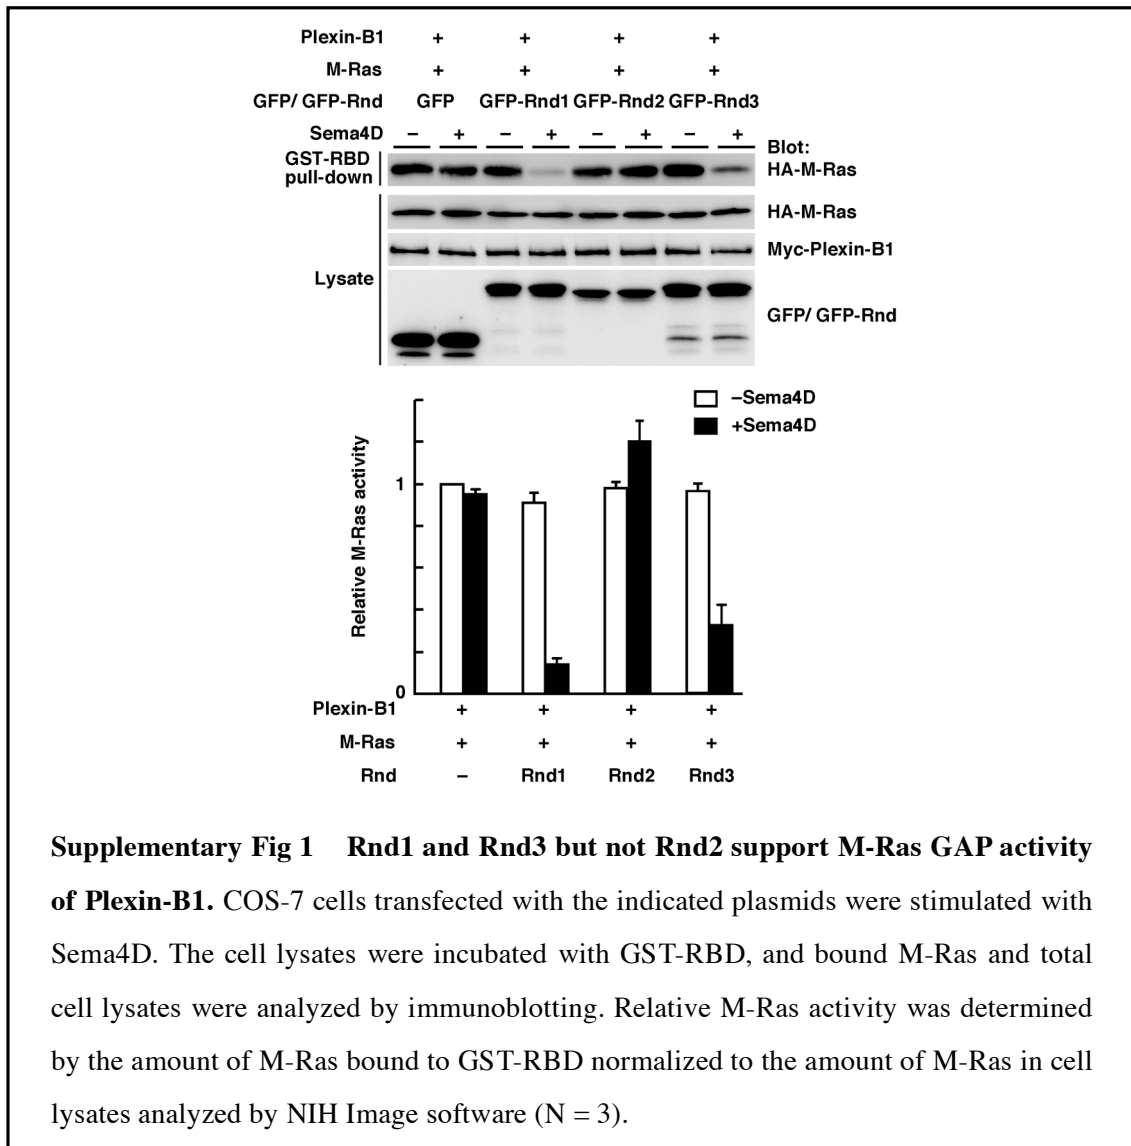 Plexin-B1 + + + +
M-Ras + + + +
GFP/ GFP-Rnd GFP GFP-Rnd1 GFP-Rnd2 GFP-Rnd3
Sema4D – + – + – + – +
Blot:
GST-RBD
pull-down
HA-M-Ras
HA-M-Ras
Myc-Plexin-B1
Lysate
GFP/ GFP-Rnd
–Sema4D
+Sema4D
Relative M-Ras activity
1
0
Plexin-B1 + + + +
M-Ras + + + +
Rnd – Rnd1 Rnd2 Rnd3
Supplementary Fig 1 Rnd1 and Rnd3 but not Rnd2 support M-Ras GAP activity
of Plexin-B1. COS-7 cells transfected with the indicated plasmids were stimulated with
Sema4D. The cell lysates were incubated with GST-RBD, and bound M-Ras and total
cell lysates were analyzed by immunoblotting. Relative M-Ras activity was determined
by the amount of M-Ras bound to GST-RBD normalized to the amount of M-Ras in cell
lysates analyzed by NIH Image software (N = 3).